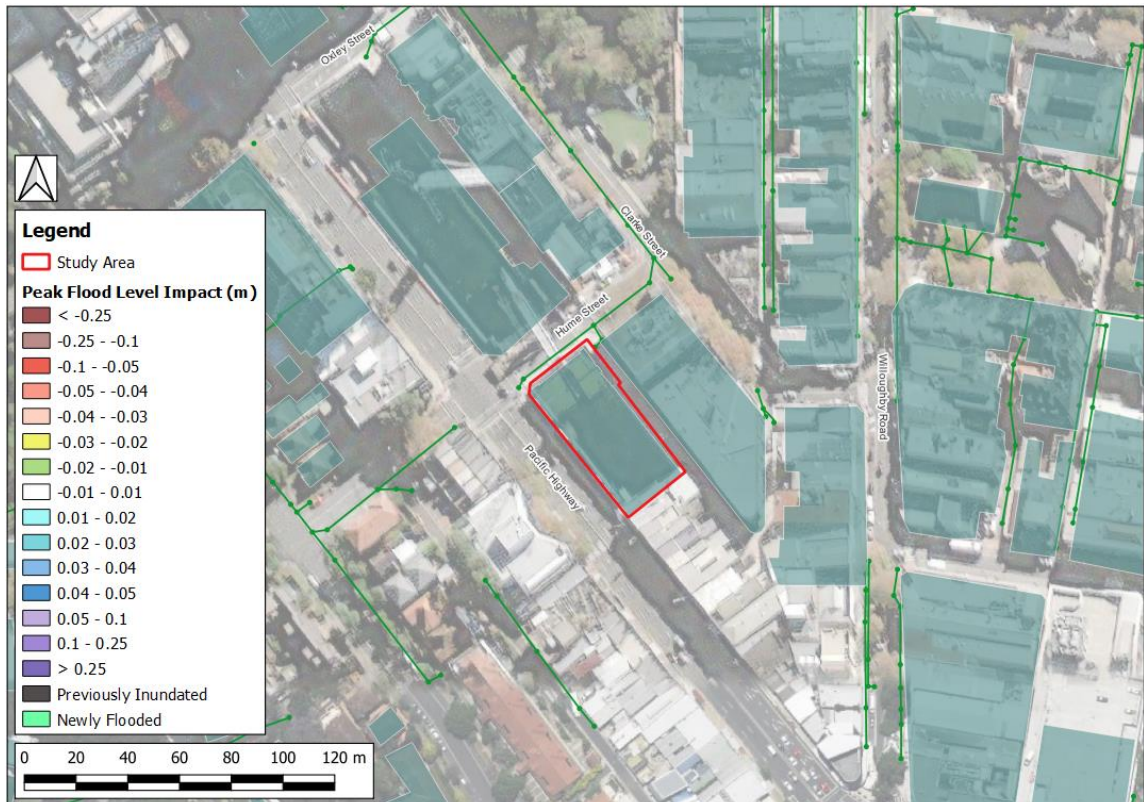 Oxley Street
Clarke Street
Hume Street
Willoughby Road
Pacific Highway
Legend
Study Area
Peak Flood Level Impact (m)
< -0.25
-0.25 - -0.1
-0.1 - -0.05
-0.05 - -0.04
-0.04 - -0.03
-0.03 - -0.02
-0.02 - -0.01
-0.01 - 0.01
0.01 - 0.02
0.02 - 0.03
0.03 - 0.04
0.04 - 0.05
0.05 - 0.1
0.1 - 0.25
> 0.25
Previously Inundated
Newly Flooded
0 20 40 60 80 100 120 m